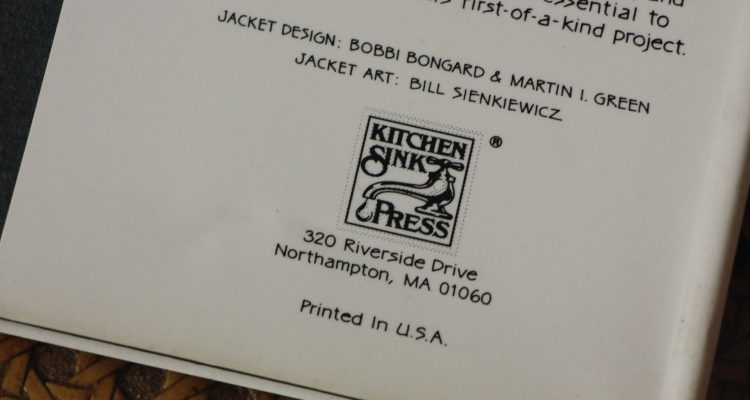 essential to
first-of-a-kind project.
JACKET DESIGN: BOBBI BONGARD & MARTIN I. GREEN
JACKET ART: BILL SIENKIEWICZ
KITCHEN
SINK
PRESS
®
320 Riverside Drive
Northampton, MA 01060
Printed In U.S.A.